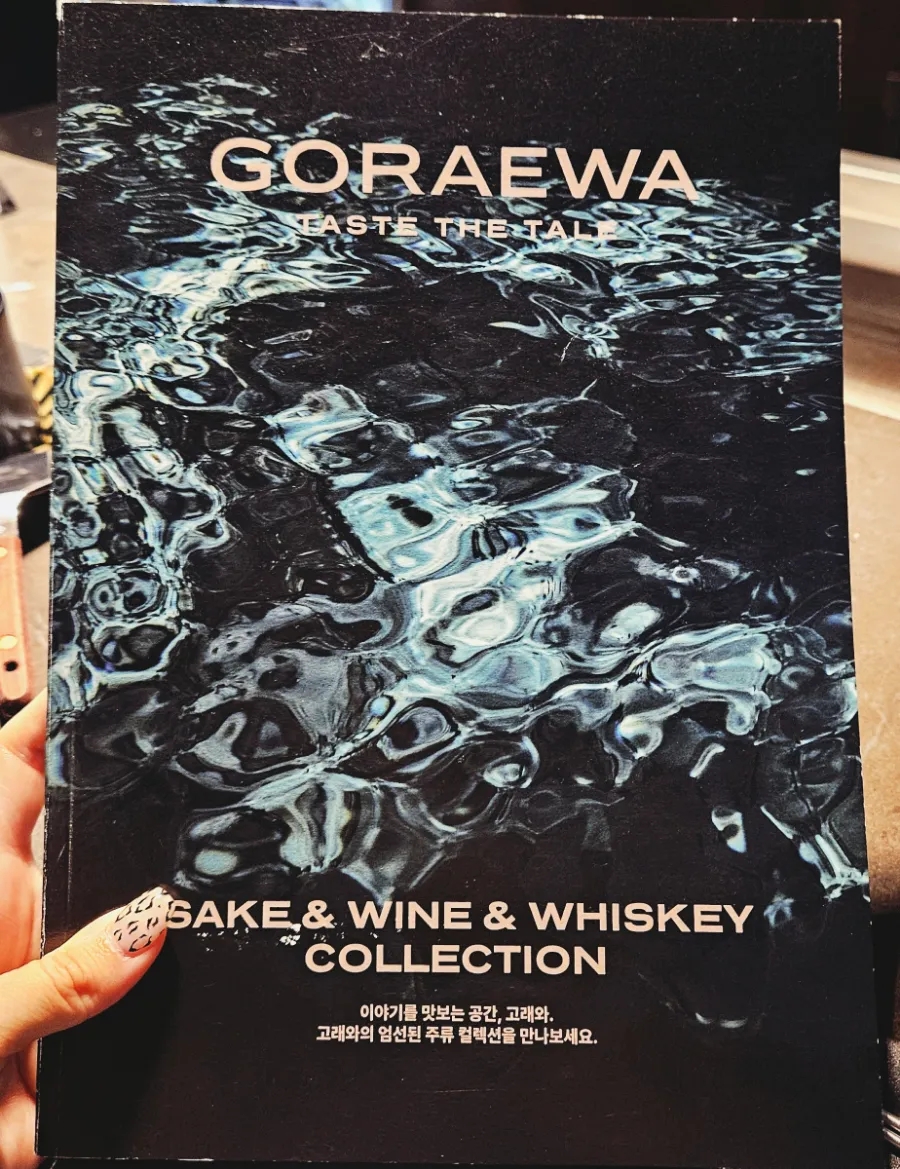 GORAEWA
TASTE THE TALE
SAKE & WINE & WHISKEY
COLLECTION
이야기를 맛보는 공간, 고래와.
고래와의 엄선된 주류 컬렉션을 만나보세요.